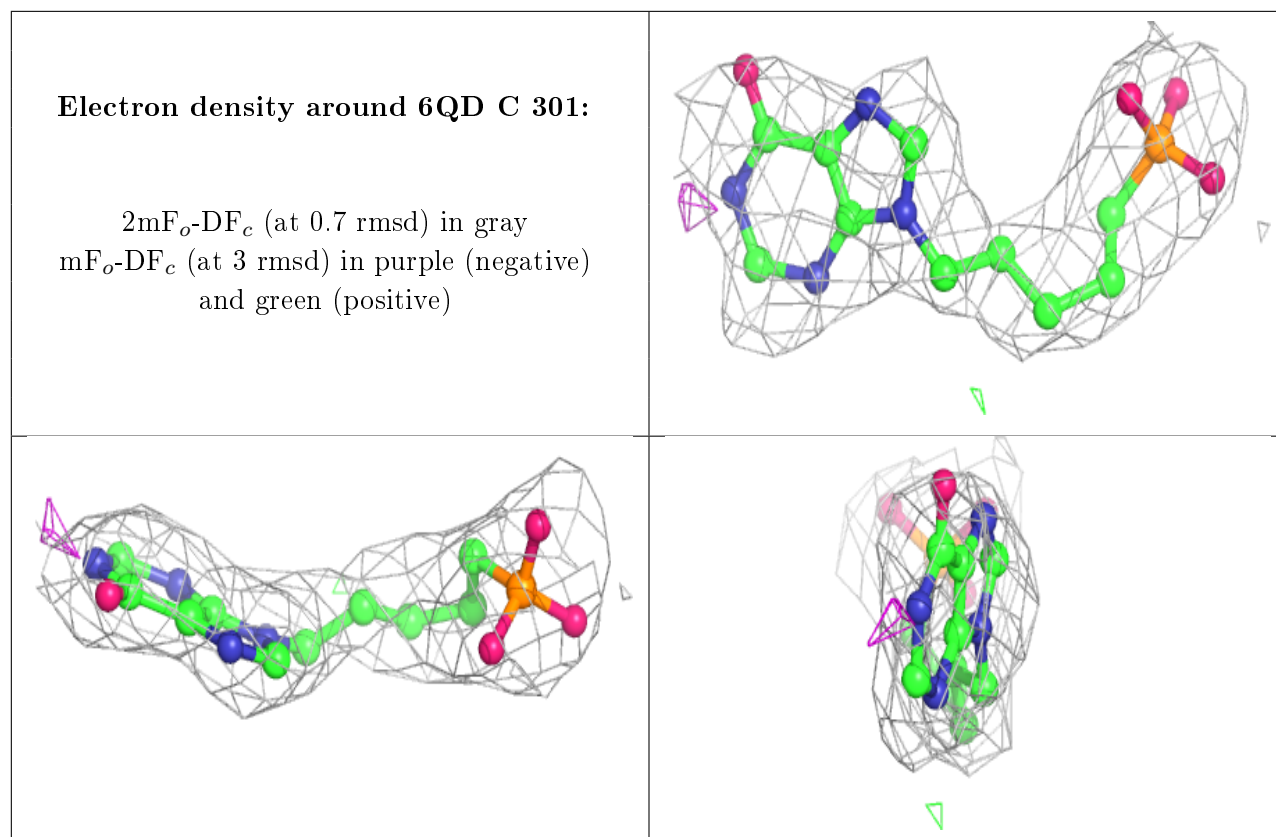 Electron density around 6QD C 301:
2mFo-DFc (at 0.7 rmsd) in gray
mFo-DFc (at 3 rmsd) in purple (negative)
and green (positive)